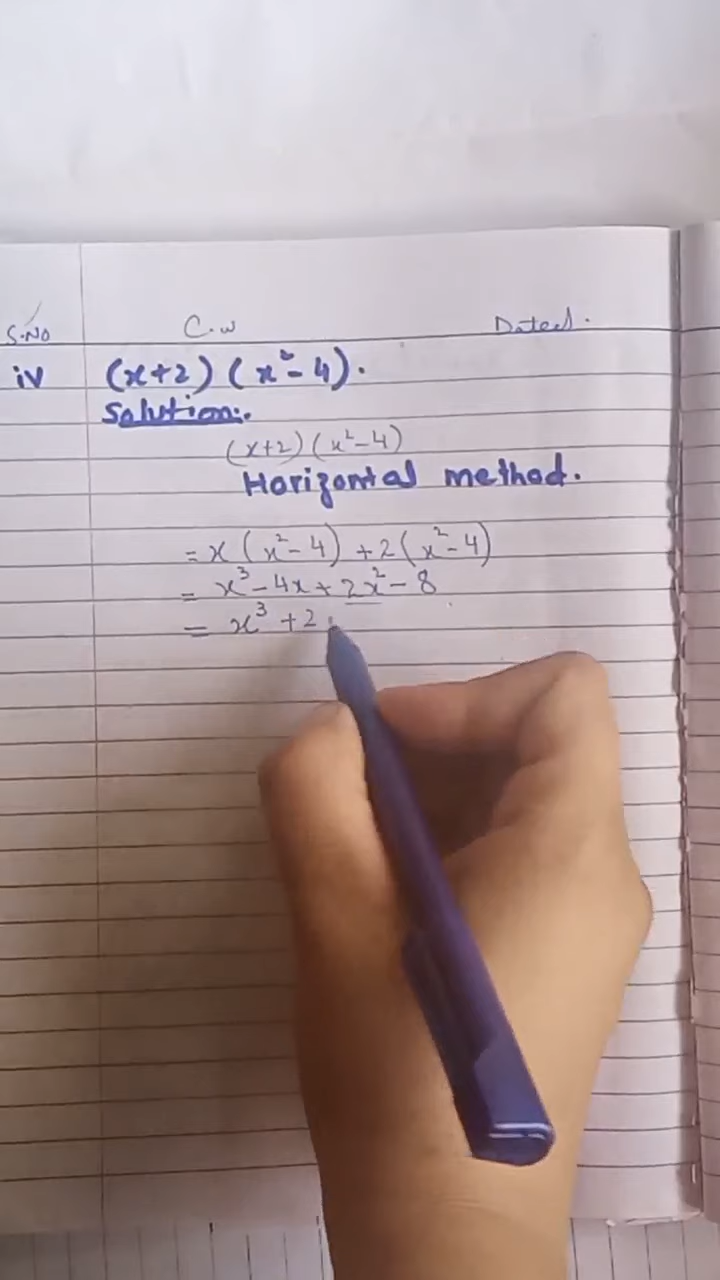 S.NO C.W Dated.
iv (x+2) (x²-4).
Solution:.
(x+2) (x²-4)
Horizontal method.
= x (x²-4) +2(x²-4)
= x³ -4x + 2x² - 8
= x³ +2